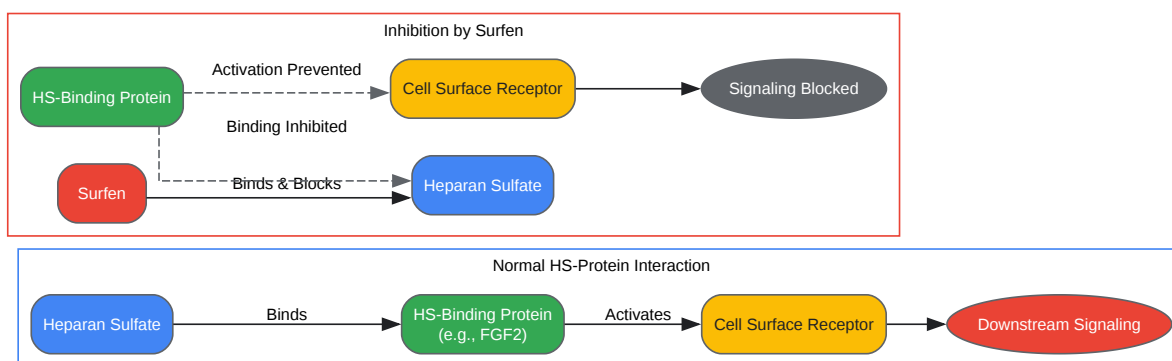 Inhibition by Surfen
Activation Prevented
HS-Binding Protein
Cell Surface Receptor
Signaling Blocked
Binding Inhibited
Surfen
Binds & Blocks
Heparan Sulfate
Normal HS-Protein Interaction
Heparan Sulfate
Binds
HS-Binding Protein
(e.g., FGF2)
Activates
Cell Surface Receptor
Downstream Signaling